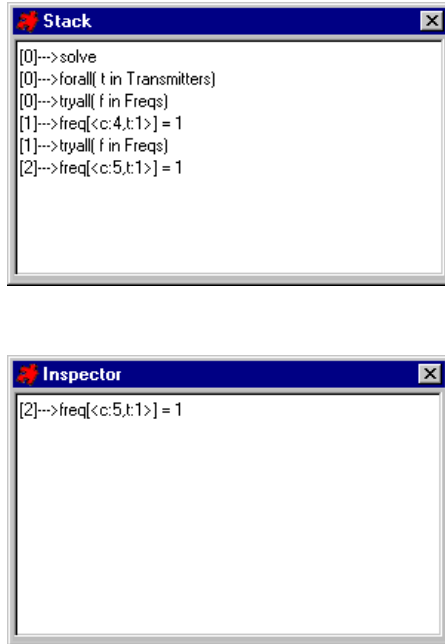 Stack
[0]--->solve
[0]--->forall( t in Transmitters)
[0]--->tryall( f in Freqs)
[1]--->freq[<c:4,t:1>] = 1
[1]--->tryall( f in Freqs)
[2]--->freq[<c:5,t:1>] = 1
Inspector
[2]--->freq[<c:5,t:1>] = 1